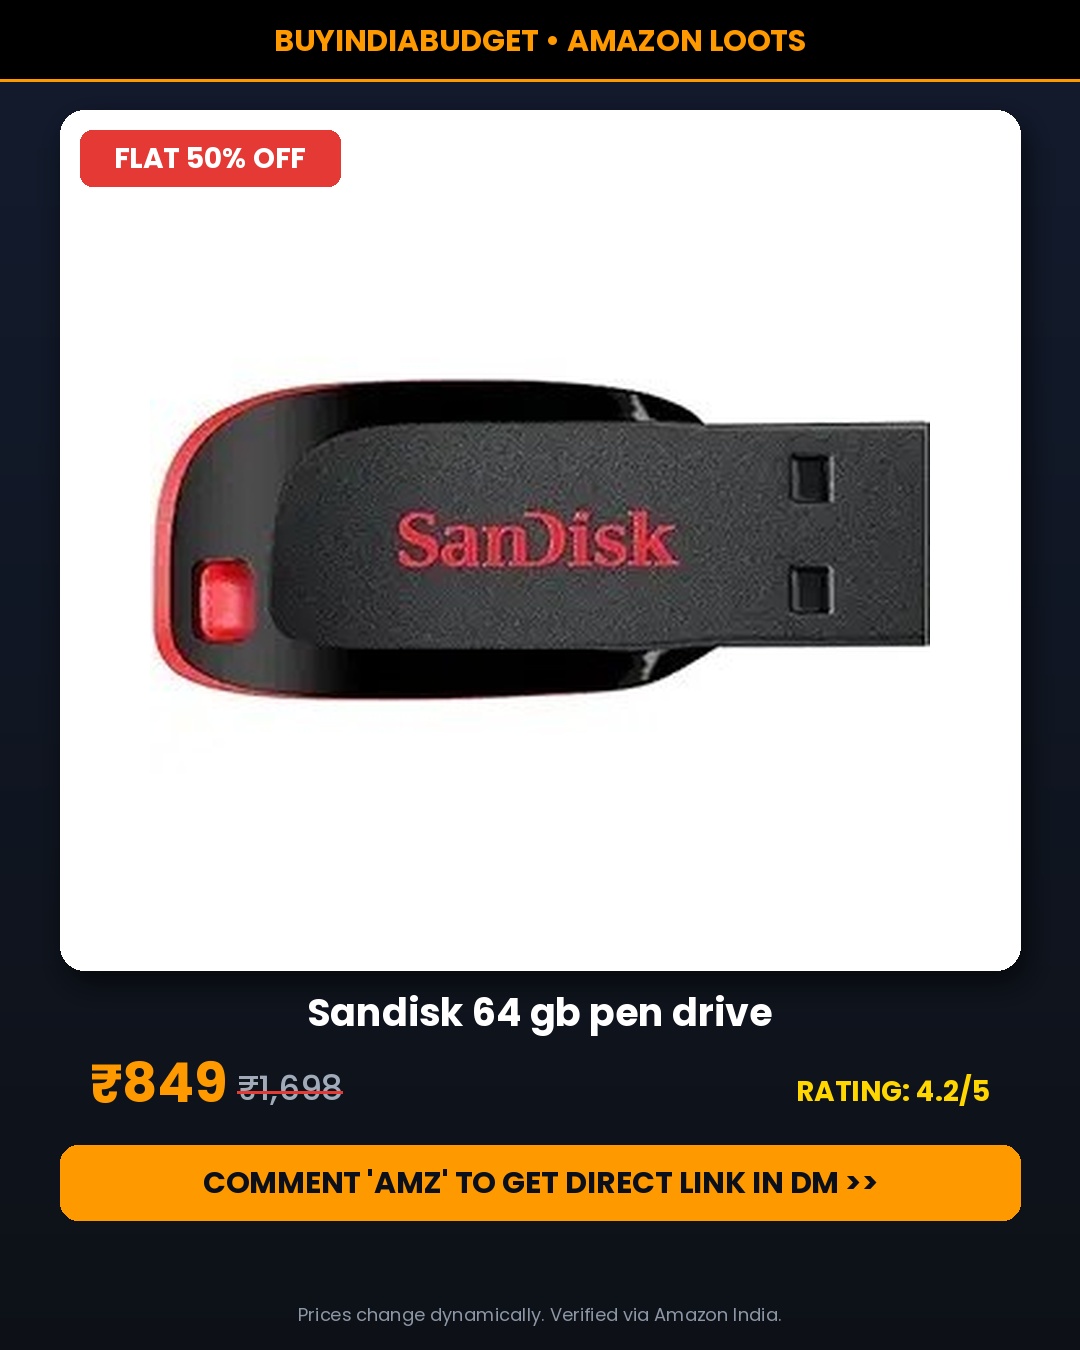 BUYINDIABUDGET • AMAZON LOOTS
FLAT 50% OFF
SanDisk
Sandisk 64 gb pen drive
₹849 ₹1,698
RATING: 4.2/5
COMMENT 'AMZ' TO GET DIRECT LINK IN DM >>
Prices change dynamically. Verified via Amazon India.